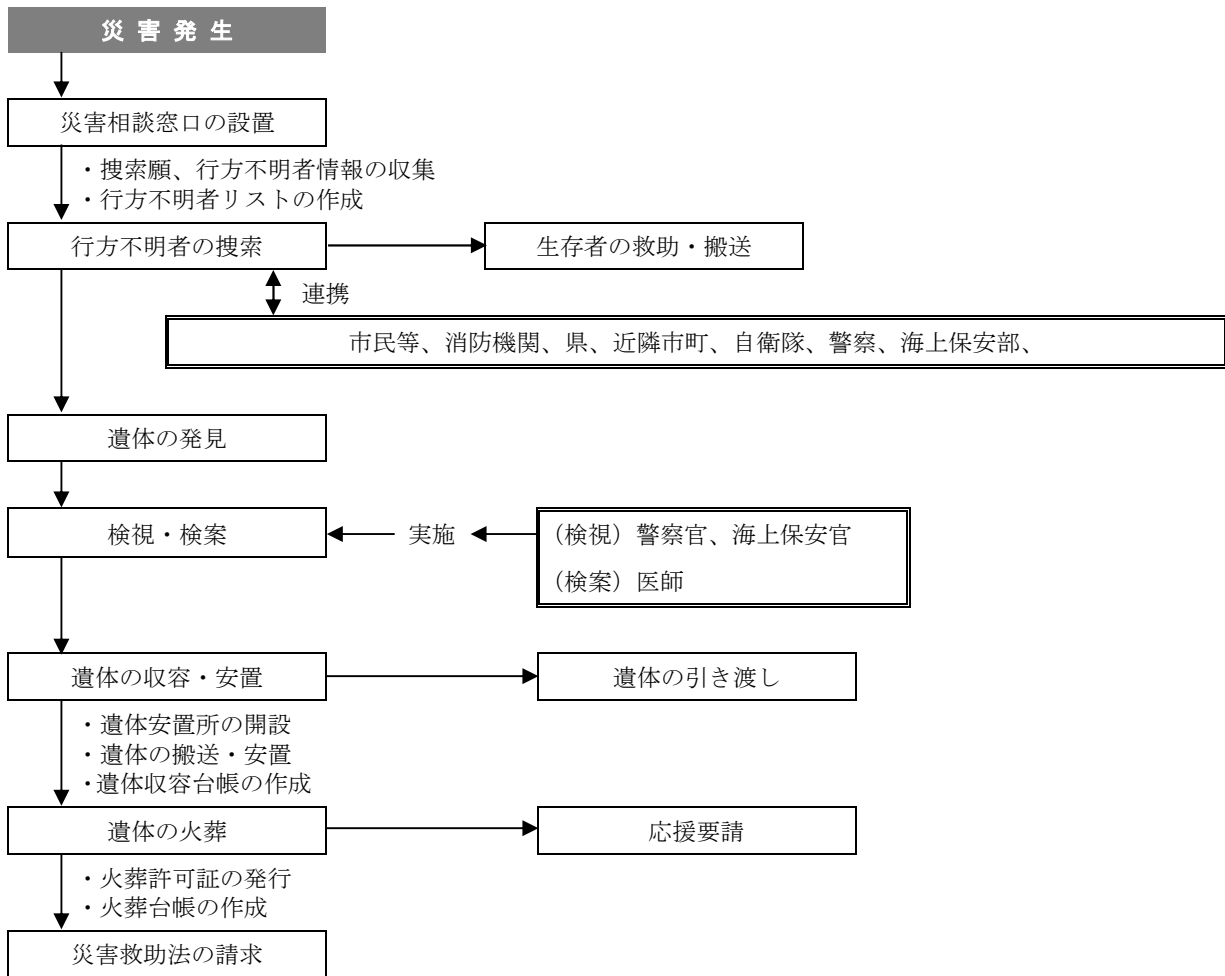 災 害 発 生
災害相談窓口の設置
・捜索願、行方不明者情報の収集
・行方不明者リストの作成
行方不明者の捜索
生存者の救助・搬送
連携
市民等、消防機関、県、近隣市町、自衛隊、警察、海上保安部、
遺体の発見
検視・検案
実施
（検視）警察官、海上保安官
（検案）医師
遺体の収容・安置
遺体の引き渡し
・遺体安置所の開設
・遺体の搬送・安置
・遺体収容台帳の作成
遺体の火葬
応援要請
・火葬許可証の発行
・火葬台帳の作成
災害救助法の請求